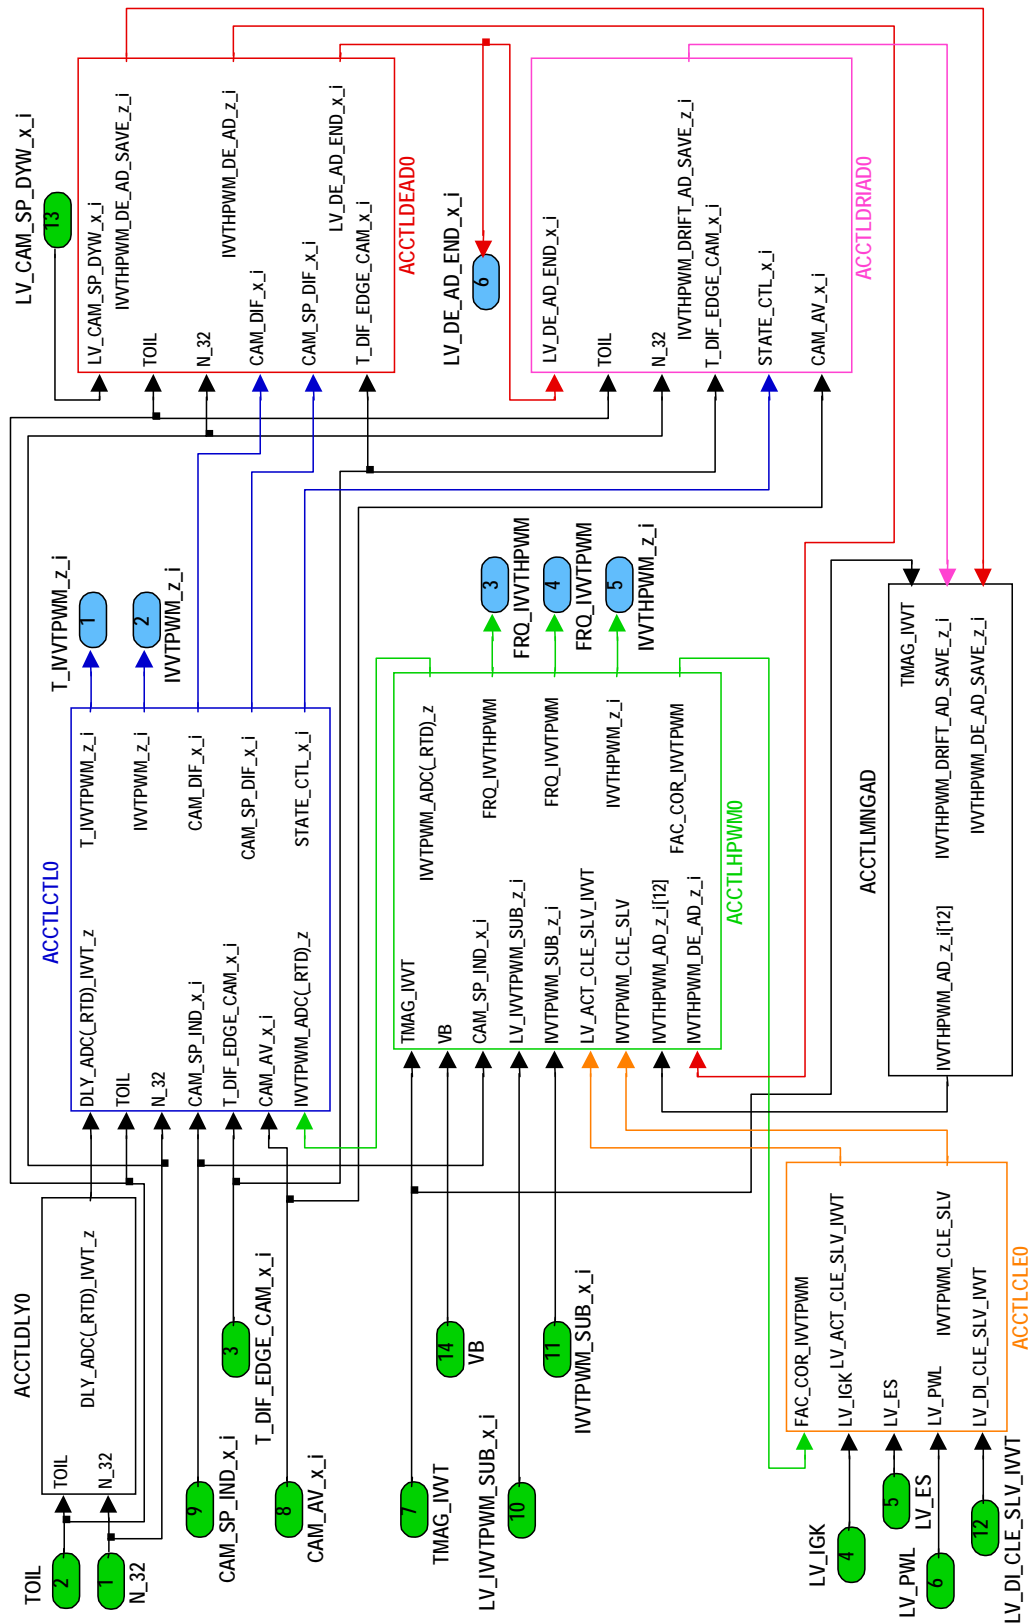 TOIL
2
1
N_32
ACCTLDLY0
TOIL
DLY_ADC(_RTD)_IVVT_z
N_32
9
CAM_SP_IND_x_i
3
T_DIF_EDGE_CAM_x_i
8
CAM_AV_x_i
ACCTLCTL0
DLY_ADC(_RTD)_IVVT_z
T_IVVTPWM_z_i
TOIL
IVVTPWM_z_i
N_32
CAM_SP_IND_x_i
CAM_DIF_x_i
T_DIF_EDGE_CAM_x_i
CAM_SP_DIF_x_i
CAM_AV_x_i
IVVTPWM_ADC(_RTD)_z
STATE_CTL_x_i
T_IVVTPWM_z_i
1
2
IVVTPWM_z_i
LV_CAM_SP_DYW_x_i
13
LV_CAM_SP_DYW_x_i
IVVTHPWM_DE_AD_SAVE_z_i
TOIL
N_32
IVVTHPWM_DE_AD_z_i
CAM_DIF_x_i
CAM_SP_DIF_x_i
LV_DE_AD_END_x_i
T_DIF_EDGE_CAM_x_i
ACCTLDEAD0
LV_DE_AD_END_x_i
6
LV_DE_AD_END_x_i
TOIL
N_32
IVVTHPWM_DRIFT_AD_SAVE_z_i
T_DIF_EDGE_CAM_x_i
STATE_CTL_x_i
CAM_AV_x_i
ACCTLDRIAD0
7
TMAG_IVVT
14
VB
LV_IVVTPWM_SUB_x_i
10
11
IVVTPWM_SUB_x_i
TMAG_IVVT
IVVTPWM_ADC(_RTD)_z
VB
CAM_SP_IND_x_i
FRQ_IVVTHPWM
LV_IVVTPWM_SUB_z_i
IVVTPWM_SUB_z_i
FRQ_IVVTPWM
LV_ACT_CLE_SLV_IVVT
IVVTHPWM_z_i
IVVTPWM_CLE_SLV
IVVTHPWM_AD_z_i[12]
FAC_COR_IVVTPWM
IVVTHPWM_DE_AD_z_i
ACCTLHPWM0
3
FRQ_IVVTHPWM
4
FRQ_IVVTPWM
5
IVVTHPWM_z_i
ACCTLMNGAD
TMAG_IVVT
IVVTHPWM_AD_z_i[12]
IVVTHPWM_DRIFT_AD_SAVE_z_i
IVVTHPWM_DE_AD_SAVE_z_i
LV_IGK
4
5
LV_ES
LV_PWL
6
12
LV_DI_CLE_SLV_IVVT
FAC_COR_IVVTPWM
LV_IGK
LV_ACT_CLE_SLV_IVVT
LV_ES
LV_PWL
IVVTPWM_CLE_SLV
LV_DI_CLE_SLV_IVVT
ACCTLCLE0